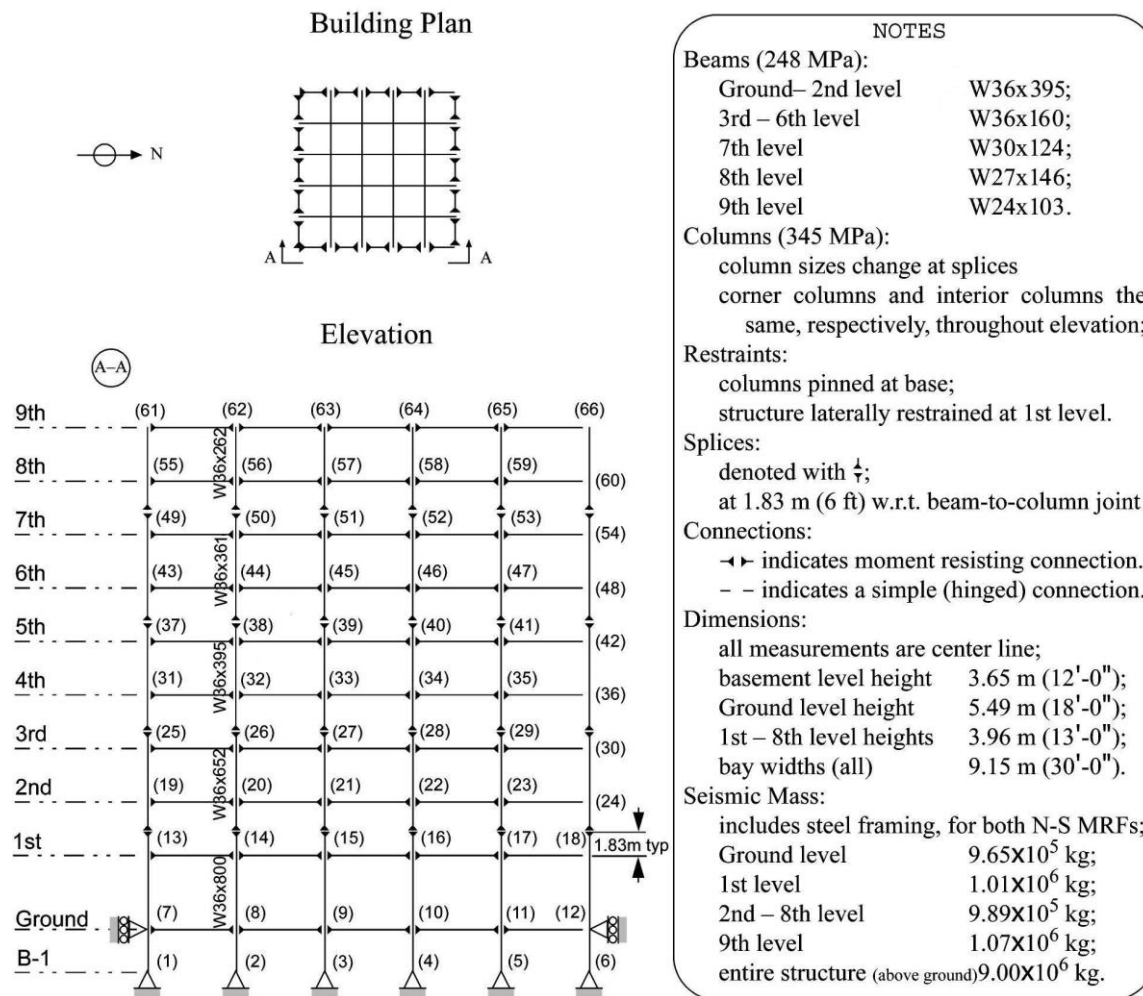 Building Plan
N
A
A
Elevation
A–A
9th
(61) (62) (63) (64) (65) (66)
W36x262
8th
(55) (56) (57) (58) (59) (60)
7th
(49) (50) (51) (52) (53) (54)
W36x361
6th
(43) (44) (45) (46) (47) (48)
5th
(37) (38) (39) (40) (41) (42)
W36x395
4th
(31) (32) (33) (34) (35) (36)
3rd
(25) (26) (27) (28) (29) (30)
W36x652
2nd
(19) (20) (21) (22) (23) (24)
1st
(13) (14) (15) (16) (17) (18)
1.83m typ
W36x800
Ground
(7) (8) (9) (10) (11) (12)
B-1
(1) (2) (3) (4) (5) (6)
NOTES
Beams (248 MPa):
Ground– 2nd level W36x395;
3rd – 6th level W36x160;
7th level W30x124;
8th level W27x146;
9th level W24x103.
Columns (345 MPa):
column sizes change at splices
corner columns and interior columns the
same, respectively, throughout elevation;
Restraints:
columns pinned at base;
structure laterally restrained at 1st level.
Splices:
denoted with ;
at 1.83 m (6 ft) w.r.t. beam-to-column joint
Connections:
indicates moment resisting connection.
– – indicates a simple (hinged) connection.
Dimensions:
all measurements are center line;
basement level height 3.65 m (12'-0");
Ground level height 5.49 m (18'-0");
1st – 8th level heights 3.96 m (13'-0");
bay widths (all) 9.15 m (30'-0").
Seismic Mass:
includes steel framing, for both N-S MRFs;
Ground level 9.65X10⁵ kg;
1st level 1.01X10⁶ kg;
2nd – 8th level 9.89X10⁵ kg;
9th level 1.07X10⁶ kg;
entire structure (above ground) 9.00X10⁶ kg.